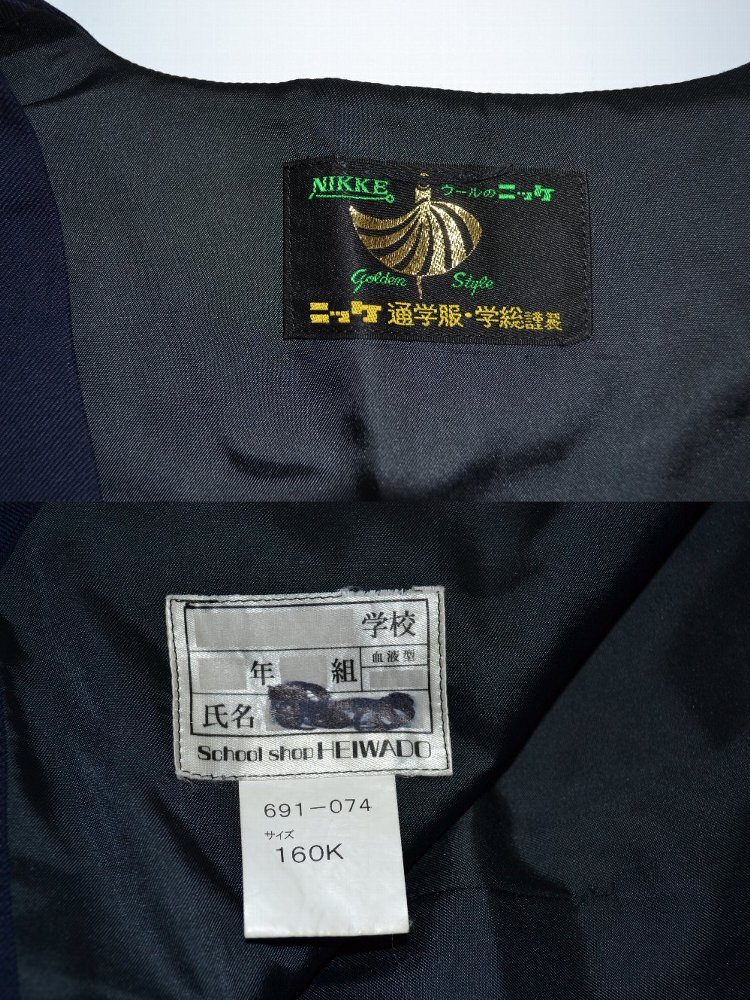 NIKKE
ウールのニッケ
Golden Style
ニッケ 通学服・学総謹製
学校
年 組 血液型
氏名
School shop HEIWADO
691-074
サイズ
160K